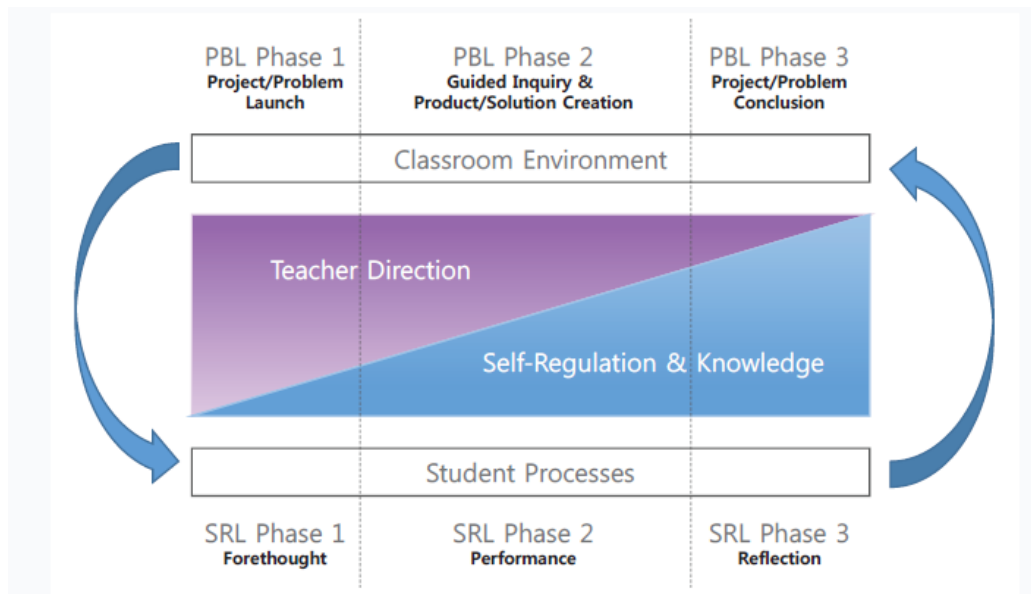 PBL Phase 1
Project/Problem
Launch
PBL Phase 2
Guided Inquiry &
Product/Solution Creation
PBL Phase 3
Project/Problem
Conclusion
Classroom Environment
Teacher Direction
Self-Regulation & Knowledge
Student Processes
SRL Phase 1
Forethought
SRL Phase 2
Performance
SRL Phase 3
Reflection